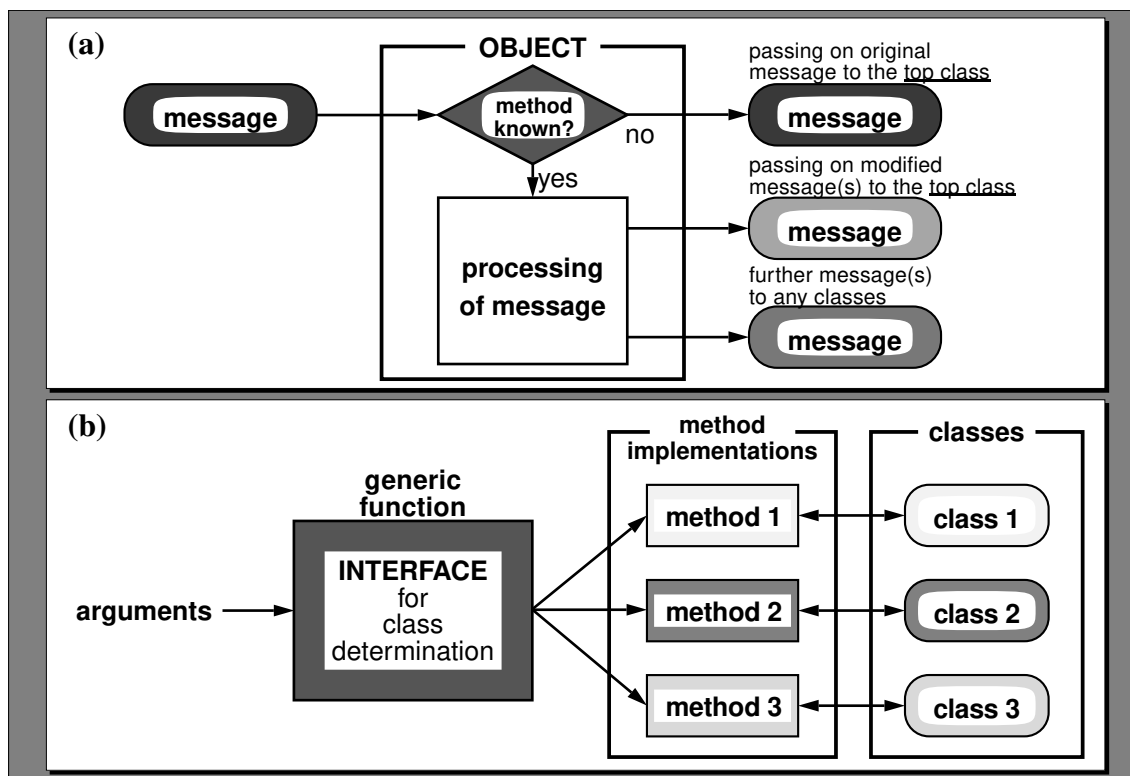 (a)
OBJECT
message
method
known?
no
yes
processing
of message
passing on original
message to the top class
message
passing on modified
message(s) to the top class
message
further message(s)
to any classes
message
(b)
arguments
generic
function
INTERFACE
for
class
determination
method
implementations
method 1
method 2
method 3
classes
class 1
class 2
class 3